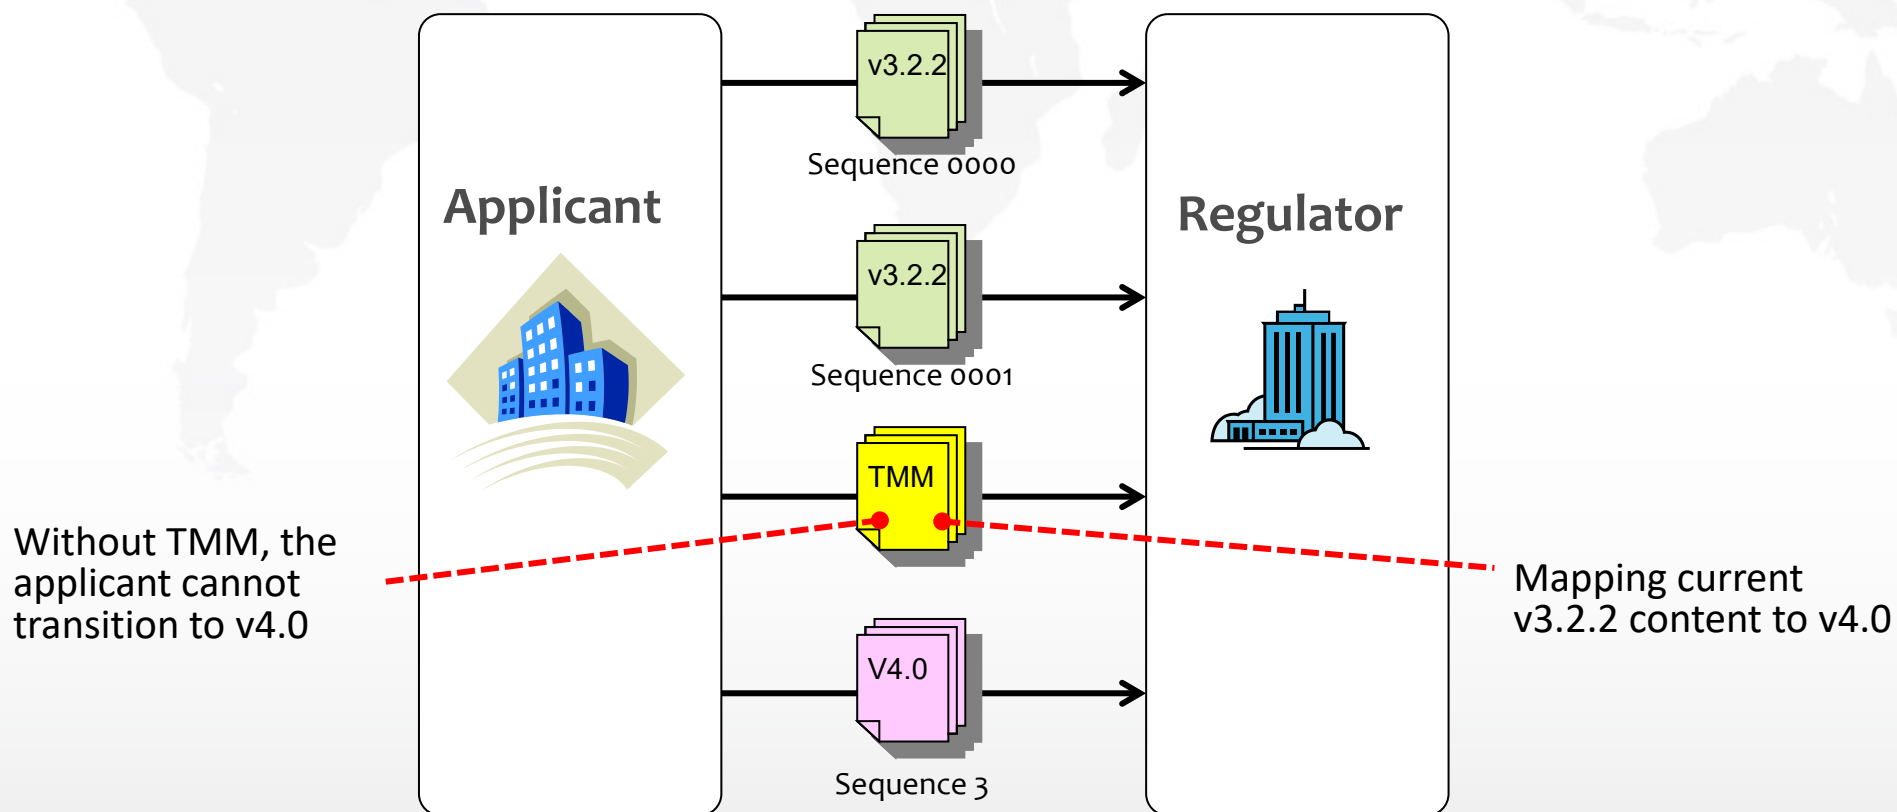 v3.2.2
Sequence 0000
Applicant
Regulator
v3.2.2
Sequence 0001
TMM
Without TMM, the
applicant cannot
transition to v4.0
Mapping current
v3.2.2 content to v4.0
V4.0
Sequence 3